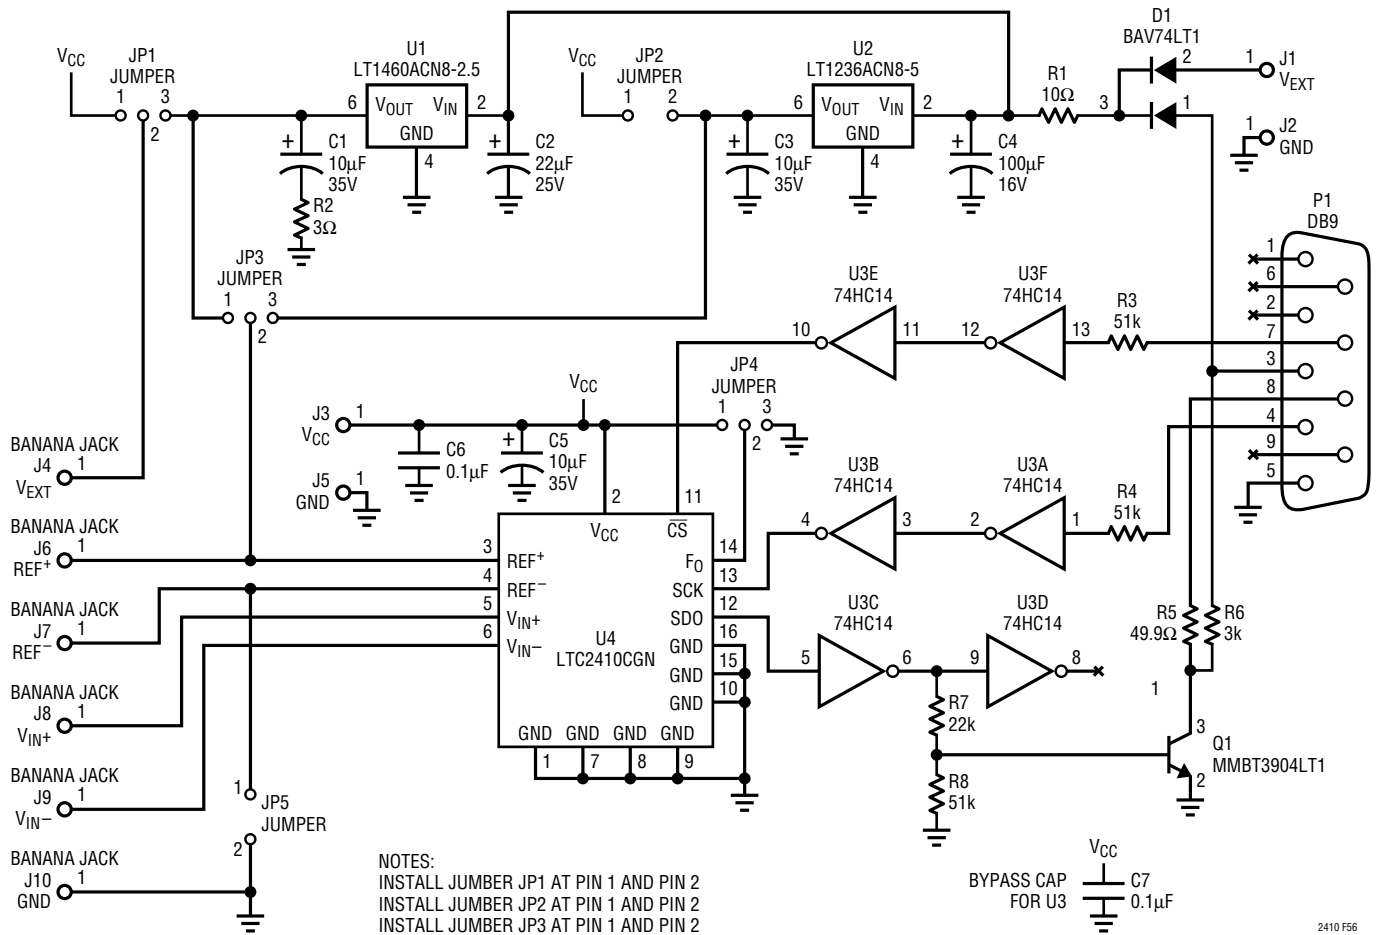 VCC
JP1
JUMPER
1
3
2
U1
LT1460ACN8-2.5
6
VOUT
VIN
2
GND
4
+
C1
10µF
35V
R2
3Ω
+
C2
22µF
25V
VCC
JP2
JUMPER
1
2
U2
LT1236ACN8-5
6
VOUT
VIN
2
GND
4
+
C3
10µF
35V
+
C4
100µF
16V
R1
10Ω
D1
BAV74LT1
2
3
1
1
J1
VEXT
1
J2
GND
P1
DB9
1
6
2
7
3
8
4
9
5
JP3
JUMPER
1
3
2
U3E
74HC14
10
11
U3F
74HC14
12
13
R3
51k
JP4
JUMPER
1
3
2
VCC
J3
1
VCC
C6
0.1µF
+
C5
10µF
35V
J5
1
GND
BANANA JACK
J4
1
VEXT
BANANA JACK
J6
1
REF+
BANANA JACK
J7
1
REF−
BANANA JACK
J8
1
VIN+
BANANA JACK
J9
1
VIN−
BANANA JACK
J10
1
GND
2
11
VCC
CS
3
REF+
4
REF−
5
VIN+
6
VIN−
U4
LTC2410CGN
FO
14
SCK
13
SDO
12
GND
16
GND
15
GND
10
GND
GND
GND
GND
1
7
8
9
U3B
74HC14
4
3
U3A
74HC14
2
1
R4
51k
U3C
74HC14
5
6
U3D
74HC14
9
8
R5
49.9Ω
R6
3k
R7
22k
R8
51k
1
3
Q1
MMBT3904LT1
2
1
JP5
JUMPER
2
NOTES:
INSTALL JUMBER JP1 AT PIN 1 AND PIN 2
INSTALL JUMBER JP2 AT PIN 1 AND PIN 2
INSTALL JUMBER JP3 AT PIN 1 AND PIN 2
VCC
BYPASS CAP
FOR U3
C7
0.1µF
2410 F56